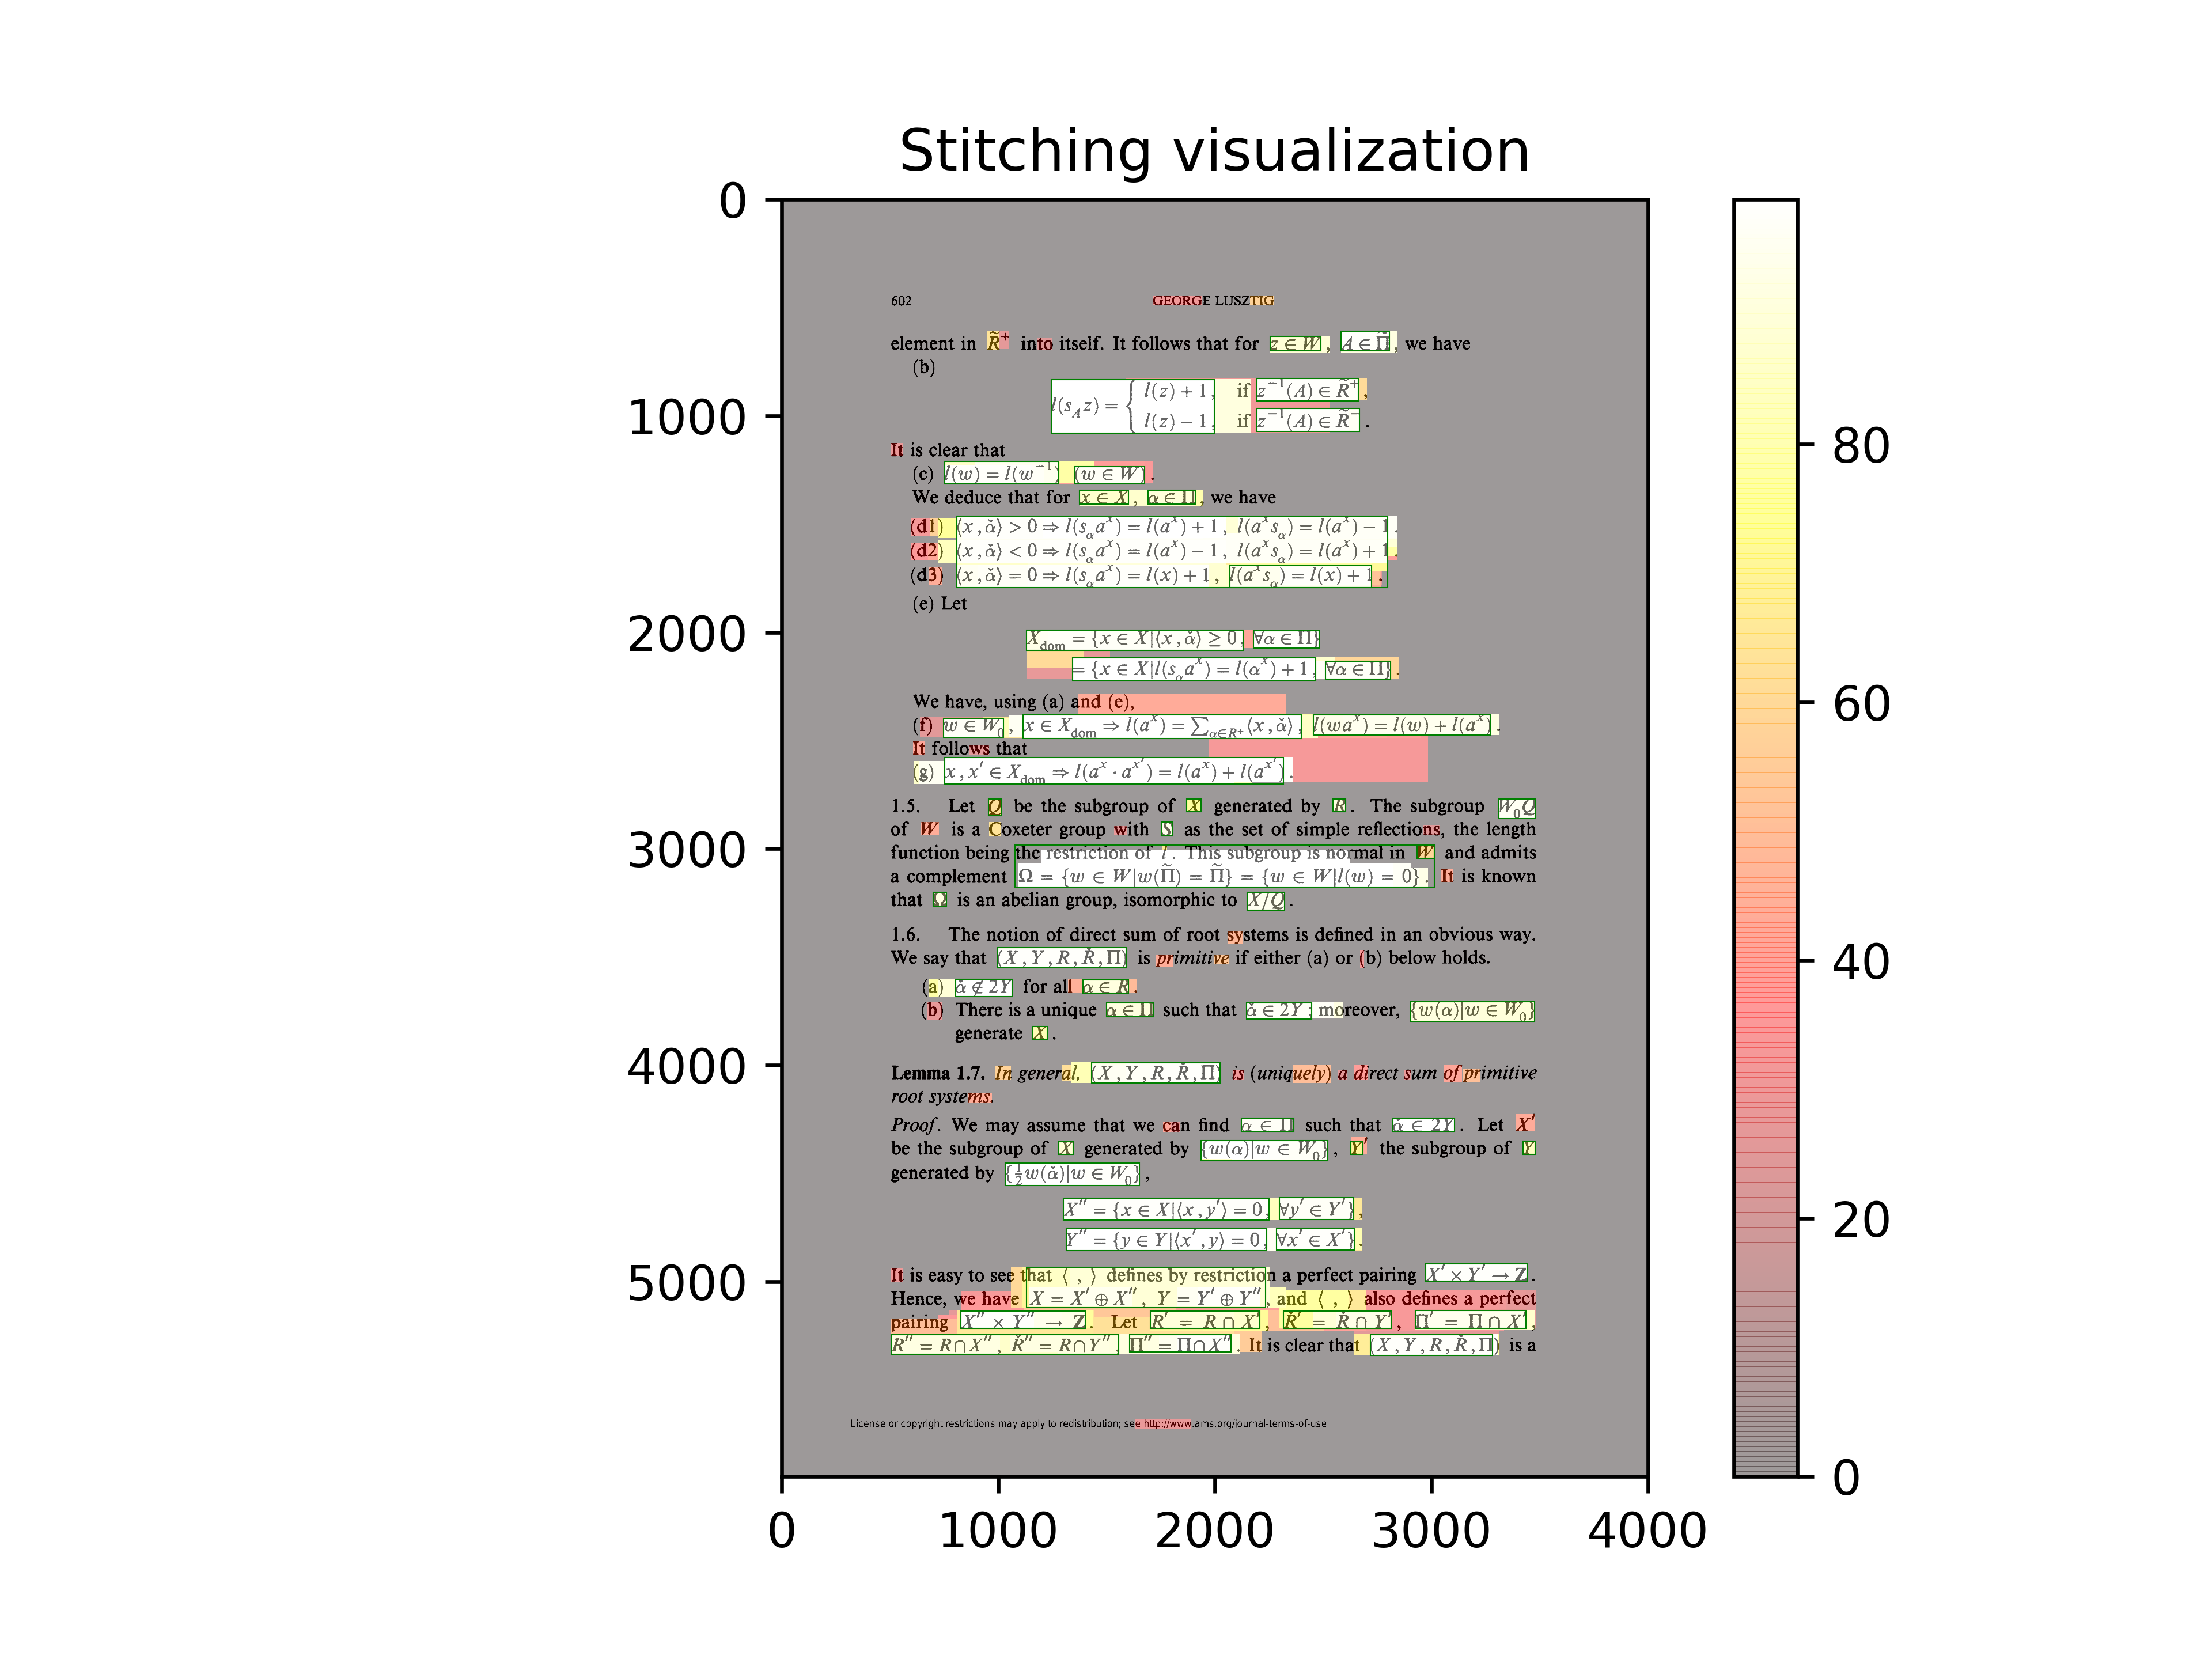 Stitching visualization
0
1000
2000
3000
4000
5000
602 GEORGE LUSZTIG
element in R̃⁺ into itself. It follows that for z ∈ W, A ∈ Π̃, we have
(b)
l(s_A z) = { l(z) + 1, if z⁻¹(A) ∈ R̃⁺,
l(z) − 1, if z⁻¹(A) ∈ R̃⁻.
It is clear that
(c) l(w) = l(w⁻¹) (w ∈ W).
We deduce that for x ∈ X, α ∈ Π, we have
(d1) ⟨x, α̌⟩ > 0 ⇒ l(s_α a^x) = l(a^x) + 1, l(a^x s_α) = l(a^x) − 1.
(d2) ⟨x, α̌⟩ < 0 ⇒ l(s_α a^x) = l(a^x) − 1, l(a^x s_α) = l(a^x) + 1.
(d3) ⟨x, α̌⟩ = 0 ⇒ l(s_α a^x) = l(x) + 1, l(a^x s_α) = l(x) + 1.
(e) Let
X_dom = {x ∈ X|⟨x, α̌⟩ ≥ 0, ∀α ∈ Π}
= {x ∈ X|l(s_α a^x) = l(α^x) + 1, ∀α ∈ Π}.
We have, using (a) and (e),
(f) w ∈ W₀, x ∈ X_dom ⇒ l(a^x) = ∑_{α∈R⁺}⟨x, α̌⟩, l(wa^x) = l(w) + l(a^x).
It follows that
(g) x, x′ ∈ X_dom ⇒ l(a^x · a^{x′}) = l(a^x) + l(a^{x′}).
1.5. Let Q be the subgroup of X generated by R. The subgroup W₀Q
of W is a Coxeter group with S as the set of simple reflections, the length
function being the restriction of l. This subgroup is normal in W and admits
a complement Ω = {w ∈ W|w(Π̃) = Π̃} = {w ∈ W|l(w) = 0}. It is known
that Ω is an abelian group, isomorphic to X/Q.
1.6. The notion of direct sum of root systems is defined in an obvious way.
We say that (X, Y, R, Ř, Π) is primitive if either (a) or (b) below holds.
(a) α̌ ∉ 2Y for all α ∈ R.
(b) There is a unique α ∈ Π such that α̌ ∈ 2Y; moreover, {w(α)|w ∈ W₀}
generate X.
Lemma 1.7. In general, (X, Y, R, Ř, Π) is (uniquely) a direct sum of primitive
root systems.
Proof. We may assume that we can find α ∈ Π such that α̌ ∈ 2Y. Let X′
be the subgroup of X generated by {w(α)|w ∈ W₀}, Y′ the subgroup of Y
generated by {½w(α̌)|w ∈ W₀},
X″ = {x ∈ X|⟨x, y′⟩ = 0, ∀y′ ∈ Y′},
Y″ = {y ∈ Y|⟨x′, y⟩ = 0, ∀x′ ∈ X′}.
It is easy to see that ⟨ , ⟩ defines by restriction a perfect pairing X′ × Y′ → Z.
Hence, we have X = X′ ⊕ X″, Y = Y′ ⊕ Y″, and ⟨ , ⟩ also defines a perfect
pairing X″ × Y″ → Z. Let R′ = R ∩ X′, Ř′ = Ř ∩ Y′, Π′ = Π ∩ X′,
R″ = R∩X″, Ř″ = R∩Y″, Π″ = Π∩X″. It is clear that (X, Y, R, Ř, Π) is a
License or copyright restrictions may apply to redistribution; see http://www.ams.org/journal-terms-of-use
0 1000 2000 3000 4000
80
60
40
20
0